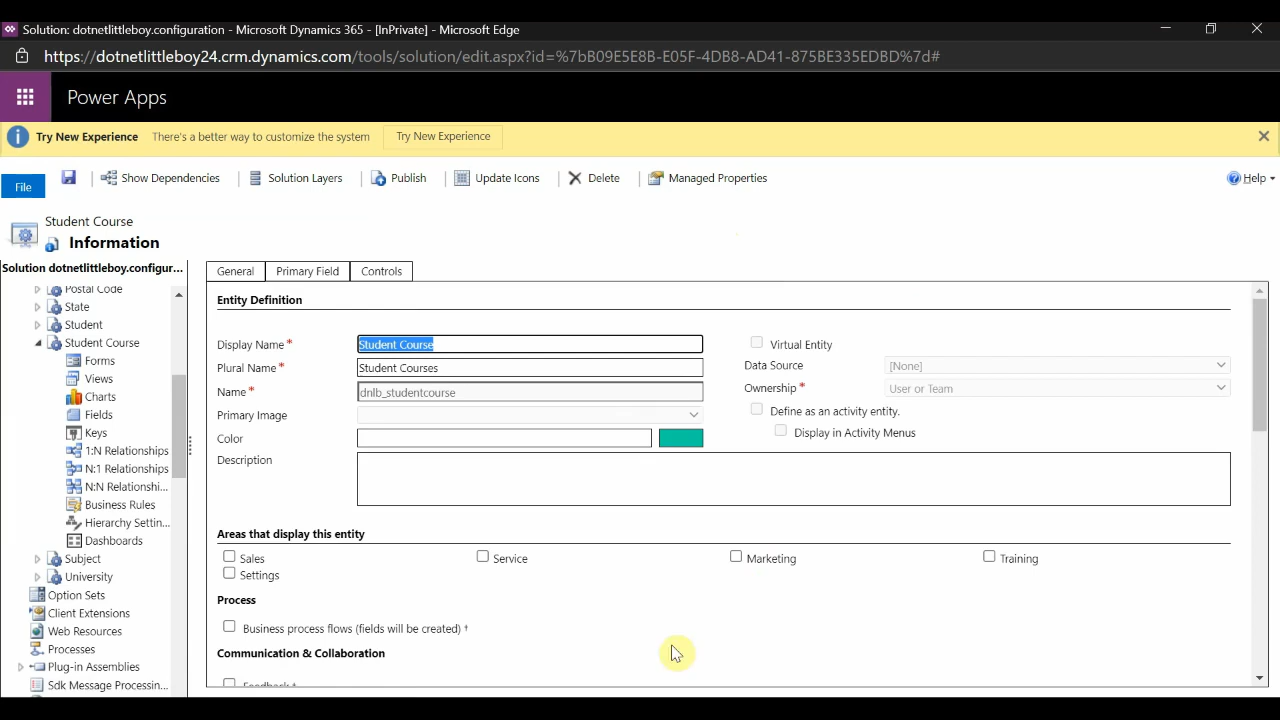 Solution: dotnetlittleboy.configuration - Microsoft Dynamics 365 - [InPrivate] - Microsoft Edge
https://dotnetlittleboy24.crm.dynamics.com/tools/solution/edit.aspx?id=%7bB09E5E8B-E05F-4DB8-AD41-875BE335EDBD%7d#
Power Apps
Try New Experience There's a better way to customize the system Try New Experience
File Show Dependencies Solution Layers Publish Update Icons Delete Managed Properties Help
Student Course
Information
Solution dotnetlittleboy.configur...
Postal Code
State
Student
Student Course
Forms
Views
Charts
Fields
Keys
1:N Relationships
N:1 Relationships
N:N Relationshi...
Business Rules
Hierarchy Settin...
Dashboards
Subject
University
Option Sets
Client Extensions
Web Resources
Processes
Plug-in Assemblies
Sdk Message Processin...
General Primary Field Controls
Entity Definition
Display Name* Student Course
Plural Name* Student Courses
Name* dnlb_studentcourse
Primary Image
Color
Description
Virtual Entity
Data Source [None]
Ownership* User or Team
Define as an activity entity.
Display in Activity Menus
Areas that display this entity
Sales Service Marketing Training
Settings
Process
Business process flows (fields will be created) †
Communication & Collaboration
Feedback †